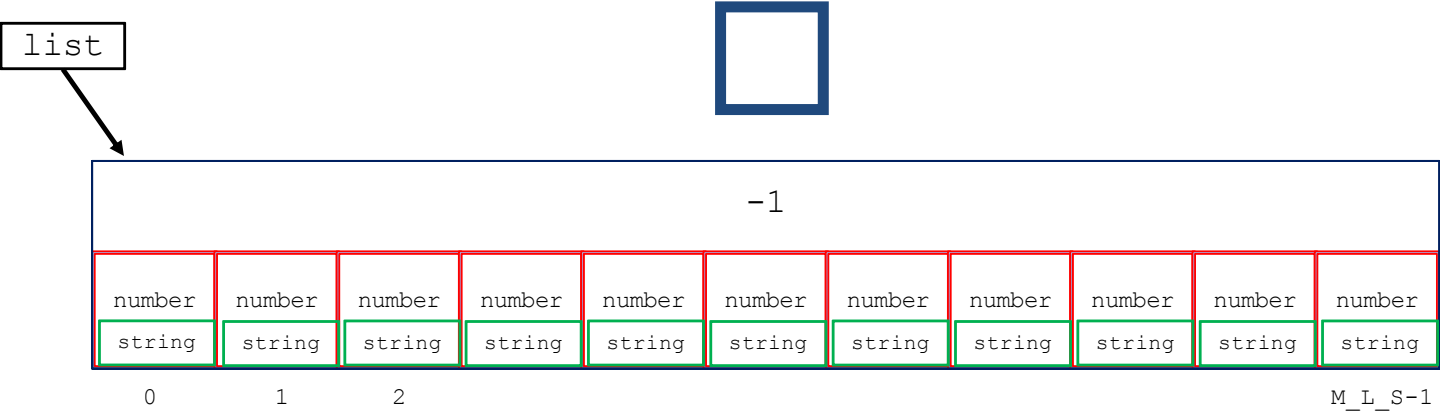 list
-1
number number number number number number number number number number number
string string string string string string string string string string string
0 1 2 M_L_S-1